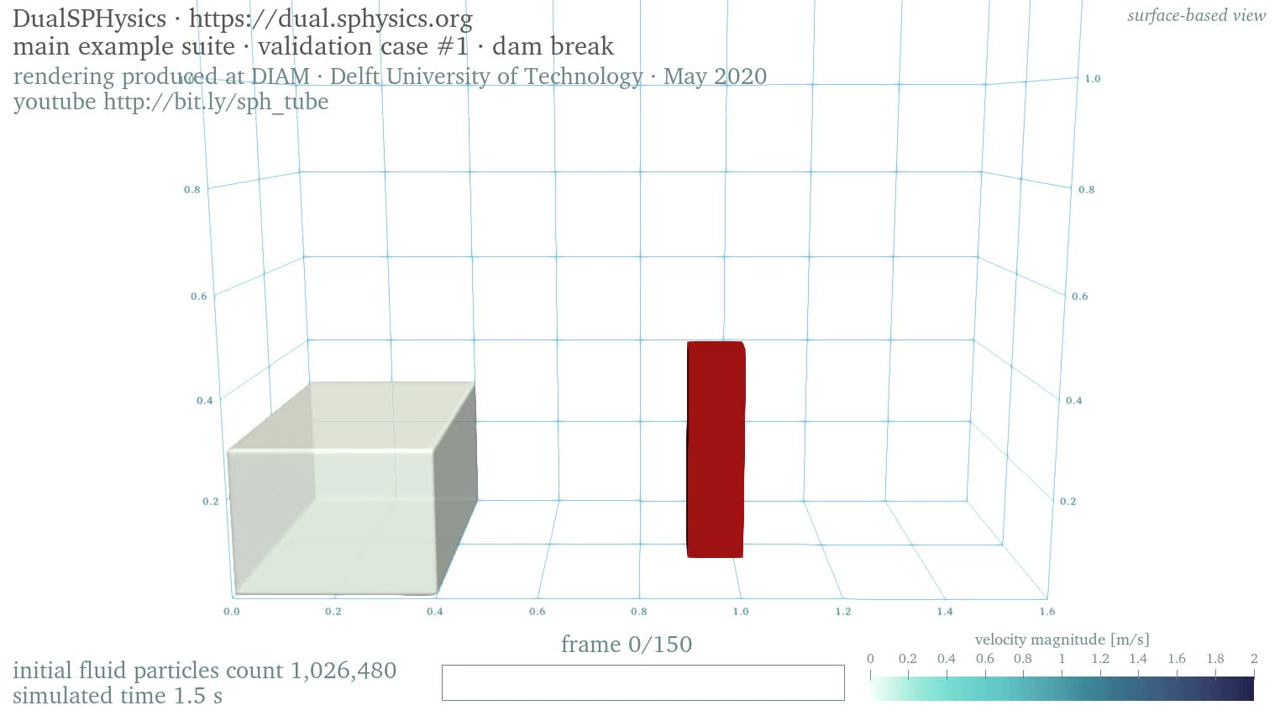 DualSPHysics · https://dual.sphysics.org
surface-based view
main example suite · validation case #1 · dam break
rendering produced at DIAM · Delft University of Technology · May 2020
1.0
youtube http://bit.ly/sph_tube
0.8
0.8
0.6
0.6
0.4
0.4
0.2
0.2
0.0 0.2 0.4 0.6 0.8 1.0 1.2 1.4 1.6
frame 0/150
velocity magnitude [m/s]
0 0.2 0.4 0.6 0.8 1 1.2 1.4 1.6 1.8 2
initial fluid particles count 1,026,480
simulated time 1.5 s